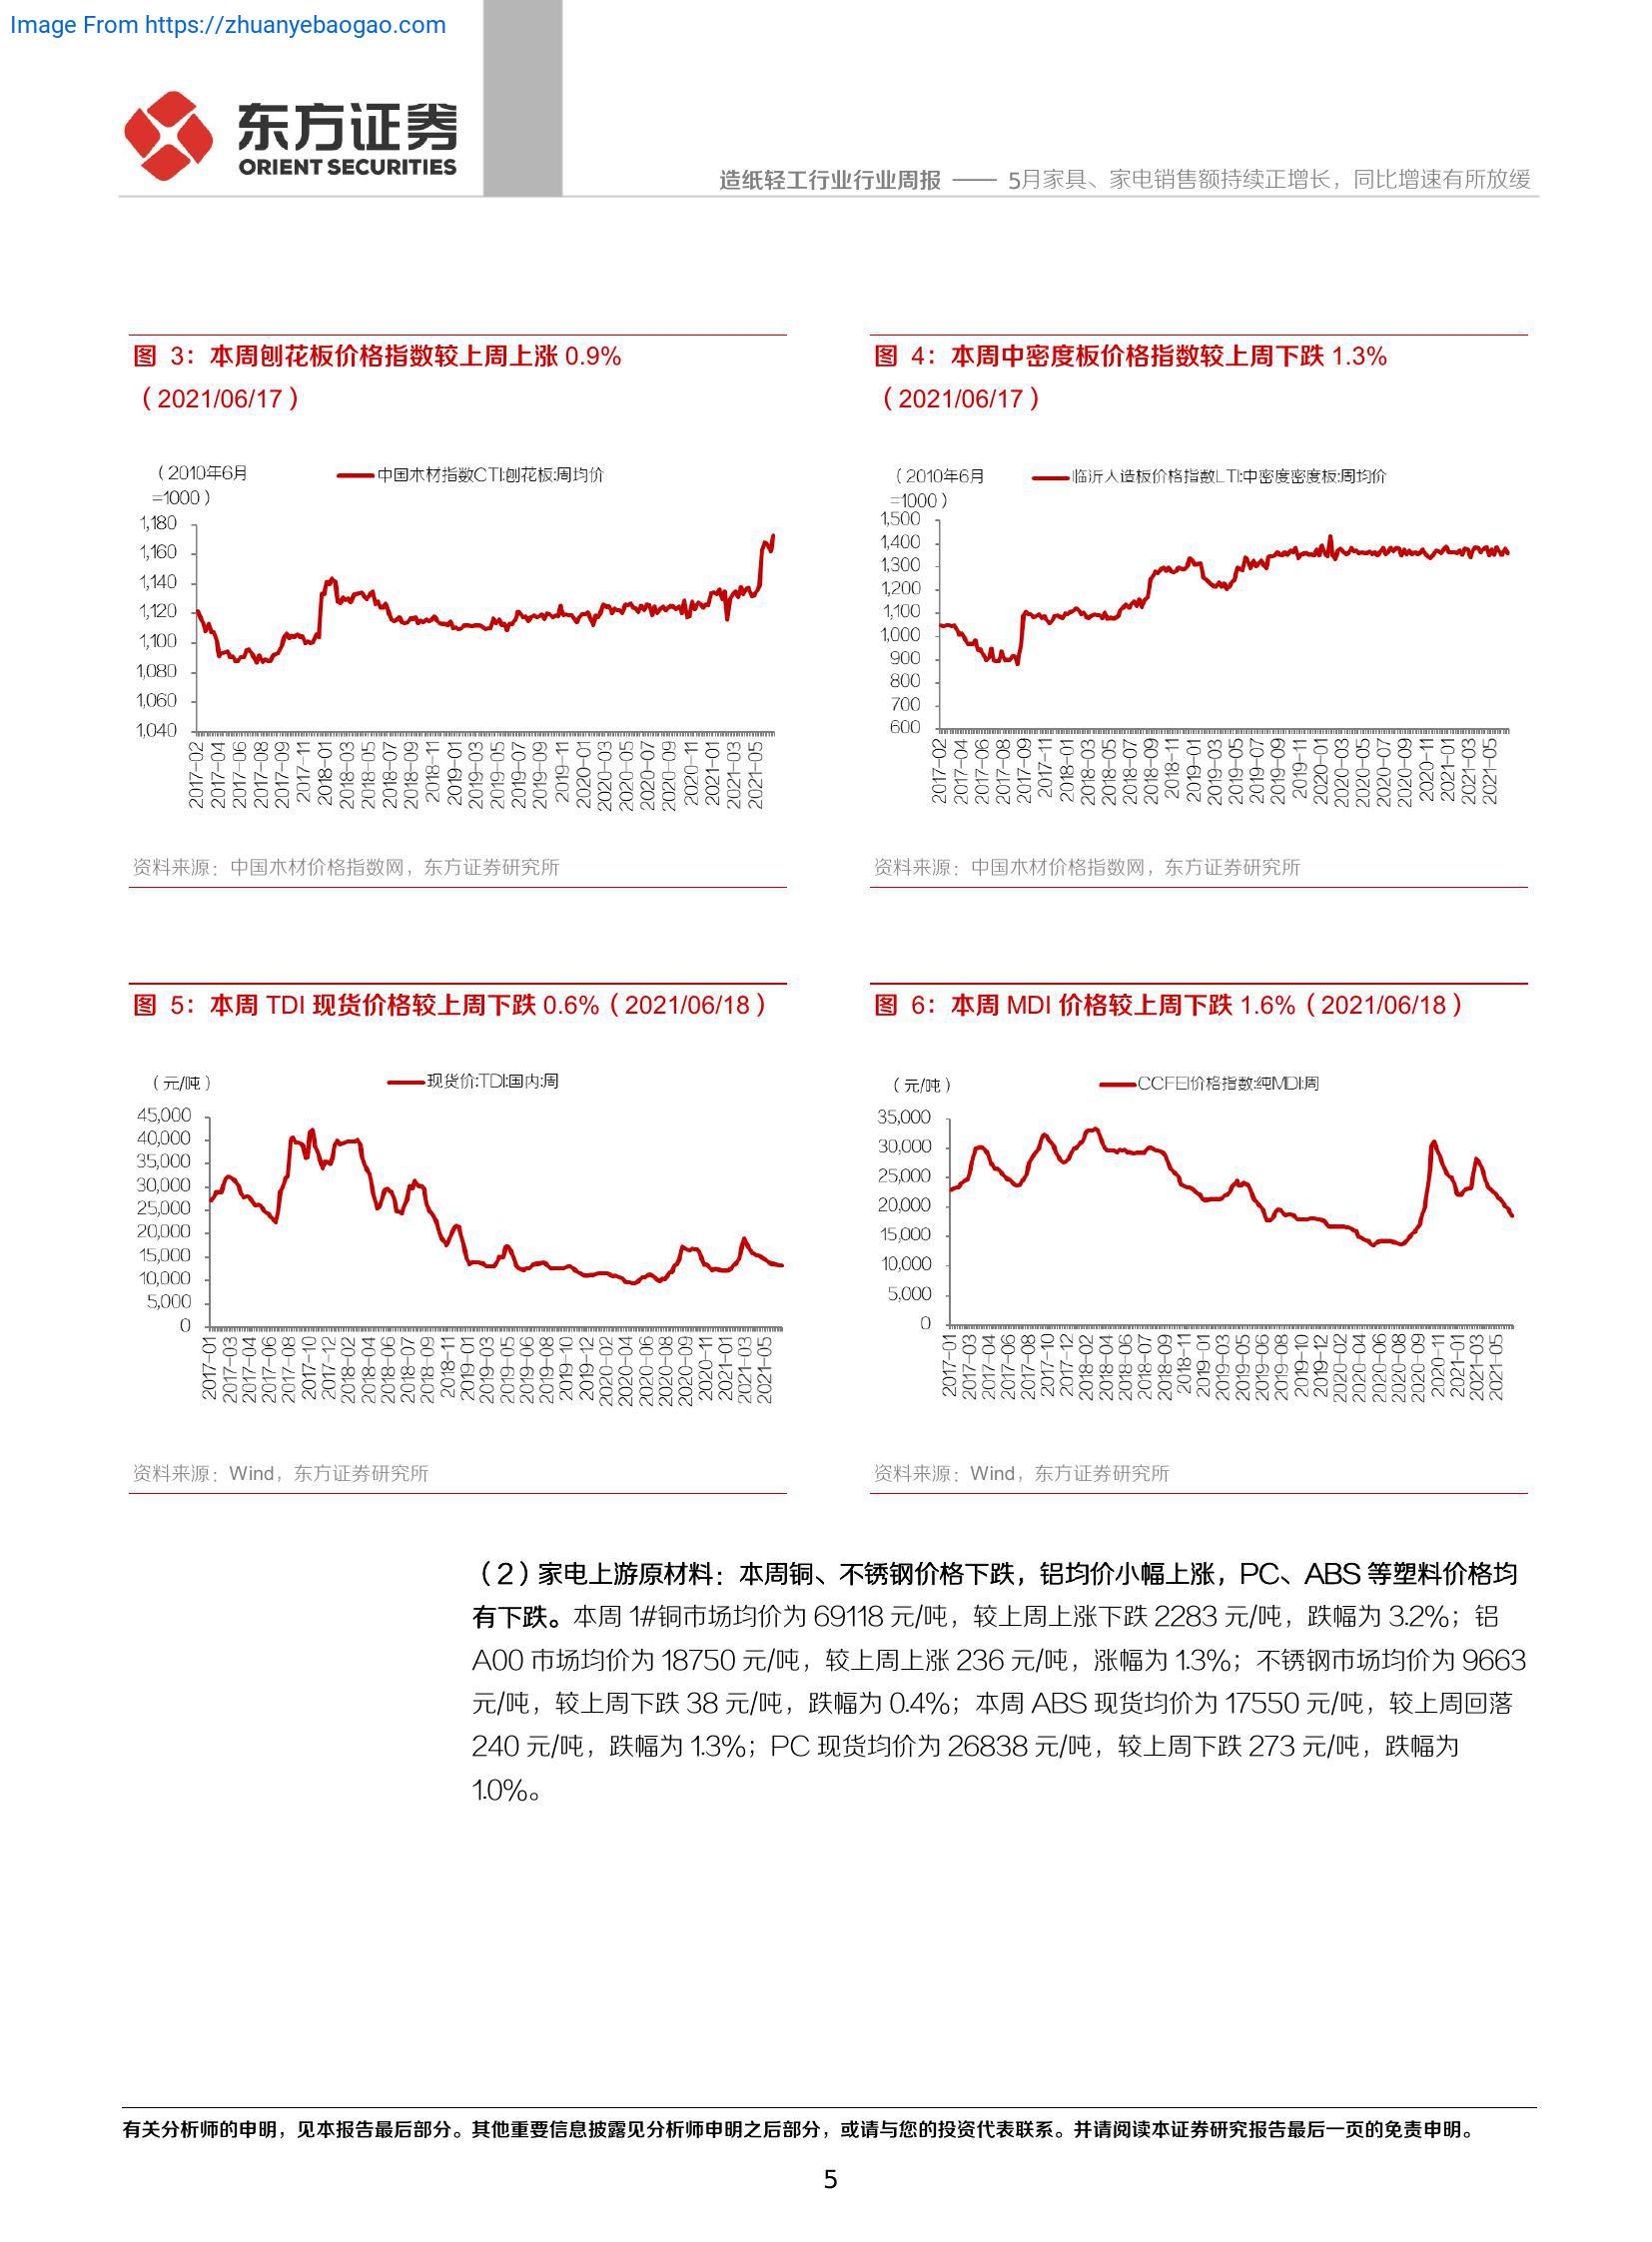 Image From https://zhuanyebaogao.com
东方证券
ORIENT SECURITIES
造纸轻工行业行业周报 —— 5月家具、家电销售额持续正增长，同比增速有所放缓
图 3：本周刨花板价格指数较上周上涨 0.9%
（2021/06/17）
（2010年6月
=1000）
中国木材指数CTI:刨花板:周均价
1,180
1,160
1,140
1,120
1,100
1,080
1,060
1,040
2017-02 2017-04 2017-06 2017-08 2017-09 2017-11 2018-01 2018-03 2018-05 2018-07 2018-09 2018-11 2019-01 2019-03 2019-05 2019-07 2019-09 2019-11 2020-01 2020-03 2020-05 2020-07 2020-09 2020-11 2021-01 2021-03 2021-05
资料来源：中国木材价格指数网，东方证券研究所
图 4：本周中密度板价格指数较上周下跌 1.3%
（2021/06/17）
（2010年6月
=1000）
临沂人造板价格指数LTI:中密度密度板:周均价
1,500
1,400
1,300
1,200
1,100
1,000
900
800
700
600
2017-02 2017-04 2017-06 2017-08 2017-09 2017-11 2018-01 2018-03 2018-05 2018-07 2018-09 2018-11 2019-01 2019-03 2019-05 2019-07 2019-09 2019-11 2020-01 2020-03 2020-05 2020-07 2020-09 2020-11 2021-01 2021-03 2021-05
资料来源：中国木材价格指数网，东方证券研究所
图 5：本周 TDI 现货价格较上周下跌 0.6%（2021/06/18）
（元/吨）
现货价:TDI:国内:周
45,000
40,000
35,000
30,000
25,000
20,000
15,000
10,000
5,000
0
2017-01 2017-03 2017-04 2017-06 2017-08 2017-10 2017-12 2018-02 2018-04 2018-06 2018-07 2018-09 2018-11 2019-01 2019-03 2019-05 2019-06 2019-08 2019-10 2019-12 2020-02 2020-04 2020-06 2020-08 2020-09 2020-11 2021-01 2021-03 2021-05
资料来源：Wind，东方证券研究所
图 6：本周 MDI 价格较上周下跌 1.6%（2021/06/18）
（元/吨）
CCFEI价格指数:纯MDI:周
35,000
30,000
25,000
20,000
15,000
10,000
5,000
0
2017-01 2017-03 2017-04 2017-06 2017-08 2017-10 2017-12 2018-02 2018-04 2018-06 2018-07 2018-09 2018-11 2019-01 2019-03 2019-05 2019-06 2019-08 2019-10 2019-12 2020-02 2020-04 2020-06 2020-08 2020-09 2020-11 2021-01 2021-03 2021-05
资料来源：Wind，东方证券研究所
（2）家电上游原材料：本周铜、不锈钢价格下跌，铝均价小幅上涨，PC、ABS 等塑料价格均
有下跌。本周 1#铜市场均价为 69118 元/吨，较上周上涨下跌 2283 元/吨，跌幅为 3.2%；铝
A00 市场均价为 18750 元/吨，较上周上涨 236 元/吨，涨幅为 1.3%；不锈钢市场均价为 9663
元/吨，较上周下跌 38 元/吨，跌幅为 0.4%；本周 ABS 现货均价为 17550 元/吨，较上周回落
240 元/吨，跌幅为 1.3%；PC 现货均价为 26838 元/吨，较上周下跌 273 元/吨，跌幅为
1.0%。
有关分析师的申明，见本报告最后部分。其他重要信息披露见分析师申明之后部分，或请与您的投资代表联系。并请阅读本证券研究报告最后一页的免责申明。
5